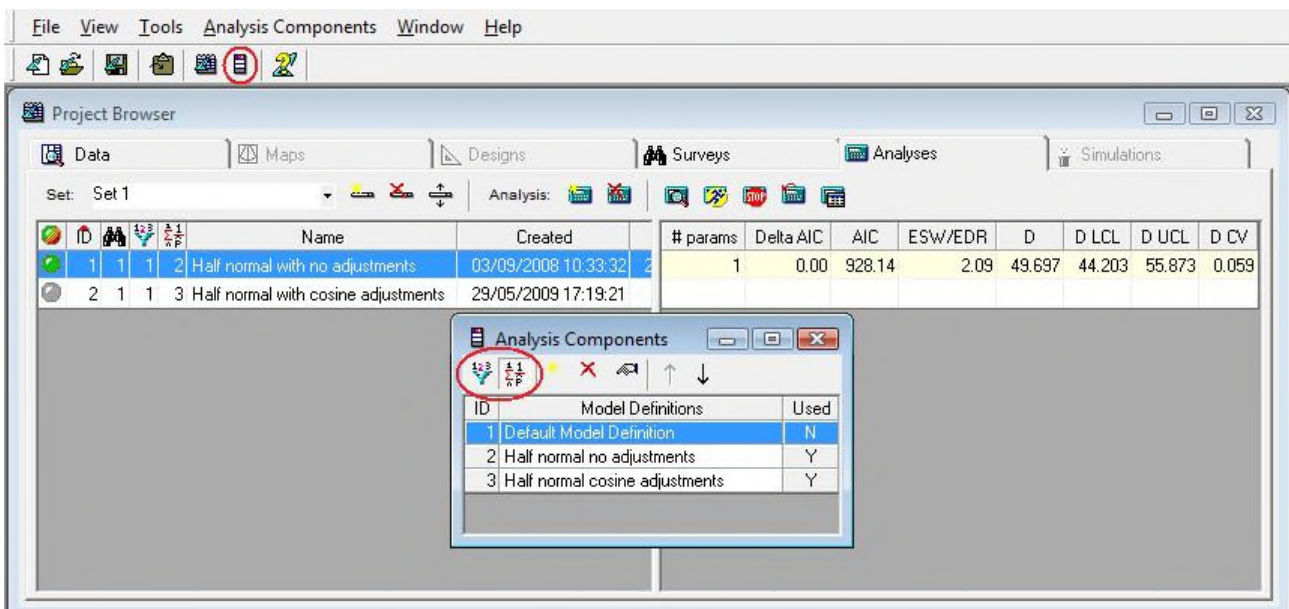 File View Tools Analysis Components Window Help
Project Browser
Data Maps Designs Surveys Analyses Simulations
Set: Set 1 Analysis: STOP
ID Name Created # params Delta AIC AIC ESW/EDR D D LCL D UCL D CV
1 1 1 2 Half normal with no adjustments 03/09/2008 10:33:32 2 1 0.00 928.14 2.09 49.697 44.203 55.873 0.059
2 1 1 3 Half normal with cosine adjustments 29/05/2009 17:19:21
Analysis Components
ID Model Definitions Used
1 Default Model Definition N
2 Half normal no adjustments Y
3 Half normal cosine adjustments Y